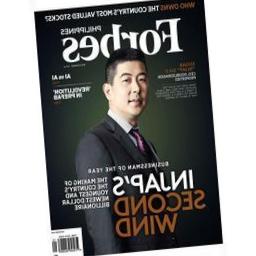 WHO OWNS THE COUNTRY'S MOST VALUED STOCKS?
Forbes
PHILIPPINES
AI vs AI
'REVOLUTION'
IN PREFAB
BUSINESSMAN OF THE YEAR
INJAP'S
SECOND
WIND
THE MAKING OF
THE COUNTRY'S
YOUNGEST AND
NEWEST DOLLAR
BILLIONAIRE